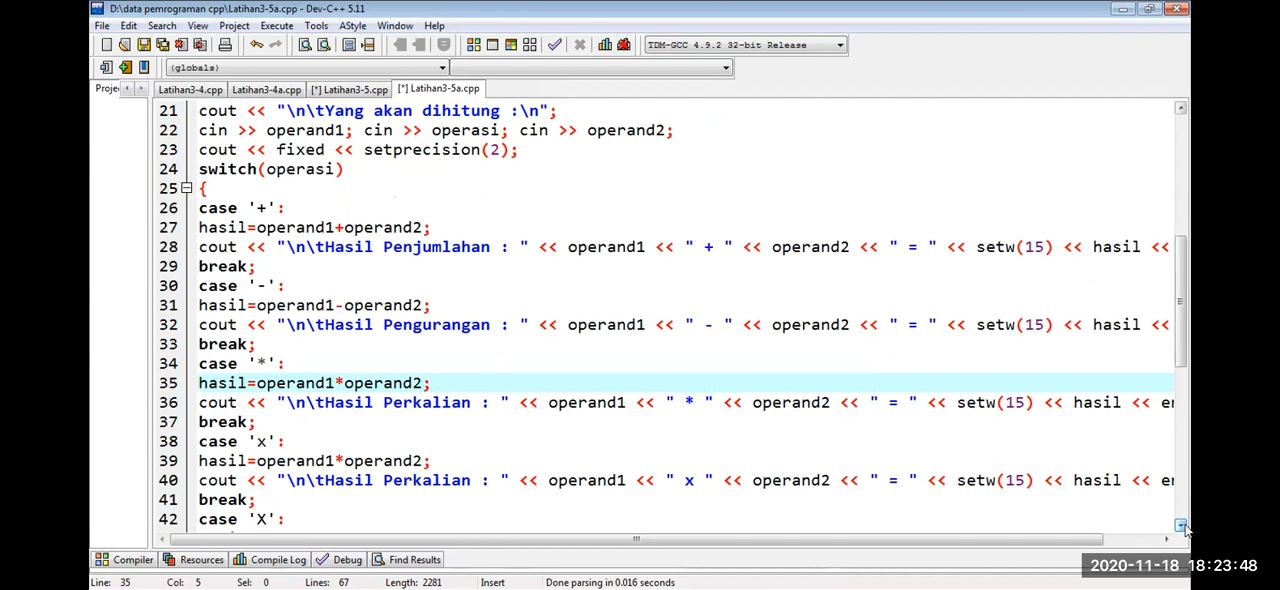 D:\data pemrograman cpp\Latihan3-5a.cpp - Dev-C++ 5.11
File Edit Search View Project Execute Tools AStyle Window Help
TDM-GCC 4.9.2 32-bit Release
(globals)
Proje Latihan3-4.cpp Latihan3-4a.cpp [*] Latihan3-5.cpp [*] Latihan3-5a.cpp
21 cout << "\n\tYang akan dihitung :\n";
22 cin >> operand1; cin >> operasi; cin >> operand2;
23 cout << fixed << setprecision(2);
24 switch(operasi)
25 {
26 case '+':
27 hasil=operand1+operand2;
28 cout << "\n\tHasil Penjumlahan : " << operand1 << " + " << operand2 << " = " << setw(15) << hasil <<
29 break;
30 case '-':
31 hasil=operand1-operand2;
32 cout << "\n\tHasil Pengurangan : " << operand1 << " - " << operand2 << " = " << setw(15) << hasil <<
33 break;
34 case '*':
35 hasil=operand1*operand2;
36 cout << "\n\tHasil Perkalian : " << operand1 << " * " << operand2 << " = " << setw(15) << hasil << en
37 break;
38 case 'x':
39 hasil=operand1*operand2;
40 cout << "\n\tHasil Perkalian : " << operand1 << " x " << operand2 << " = " << setw(15) << hasil << en
41 break;
42 case 'X':
Compiler Resources Compile Log Debug Find Results
2020-11-18 18:23:48
Line: 35 Col: 5 Sel: 0 Lines: 67 Length: 2281 Insert Done parsing in 0.016 seconds